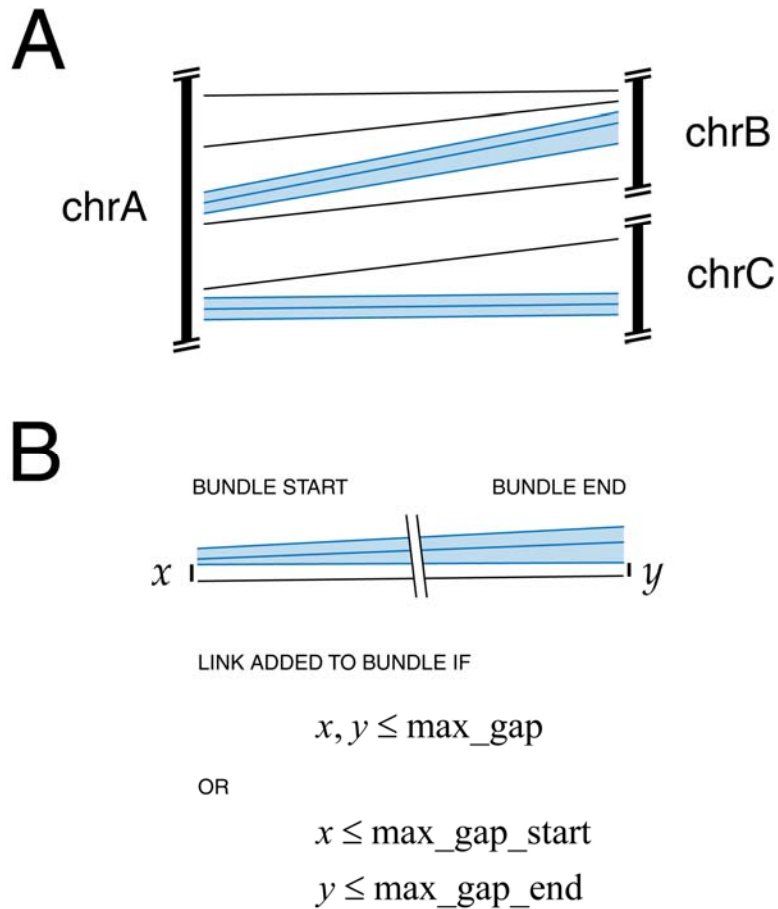 A
chrA
chrB
chrC
B
BUNDLE START
BUNDLE END
x
y
LINK ADDED TO BUNDLE IF
x, y ≤ max_gap
OR
x ≤ max_gap_start
y ≤ max_gap_end